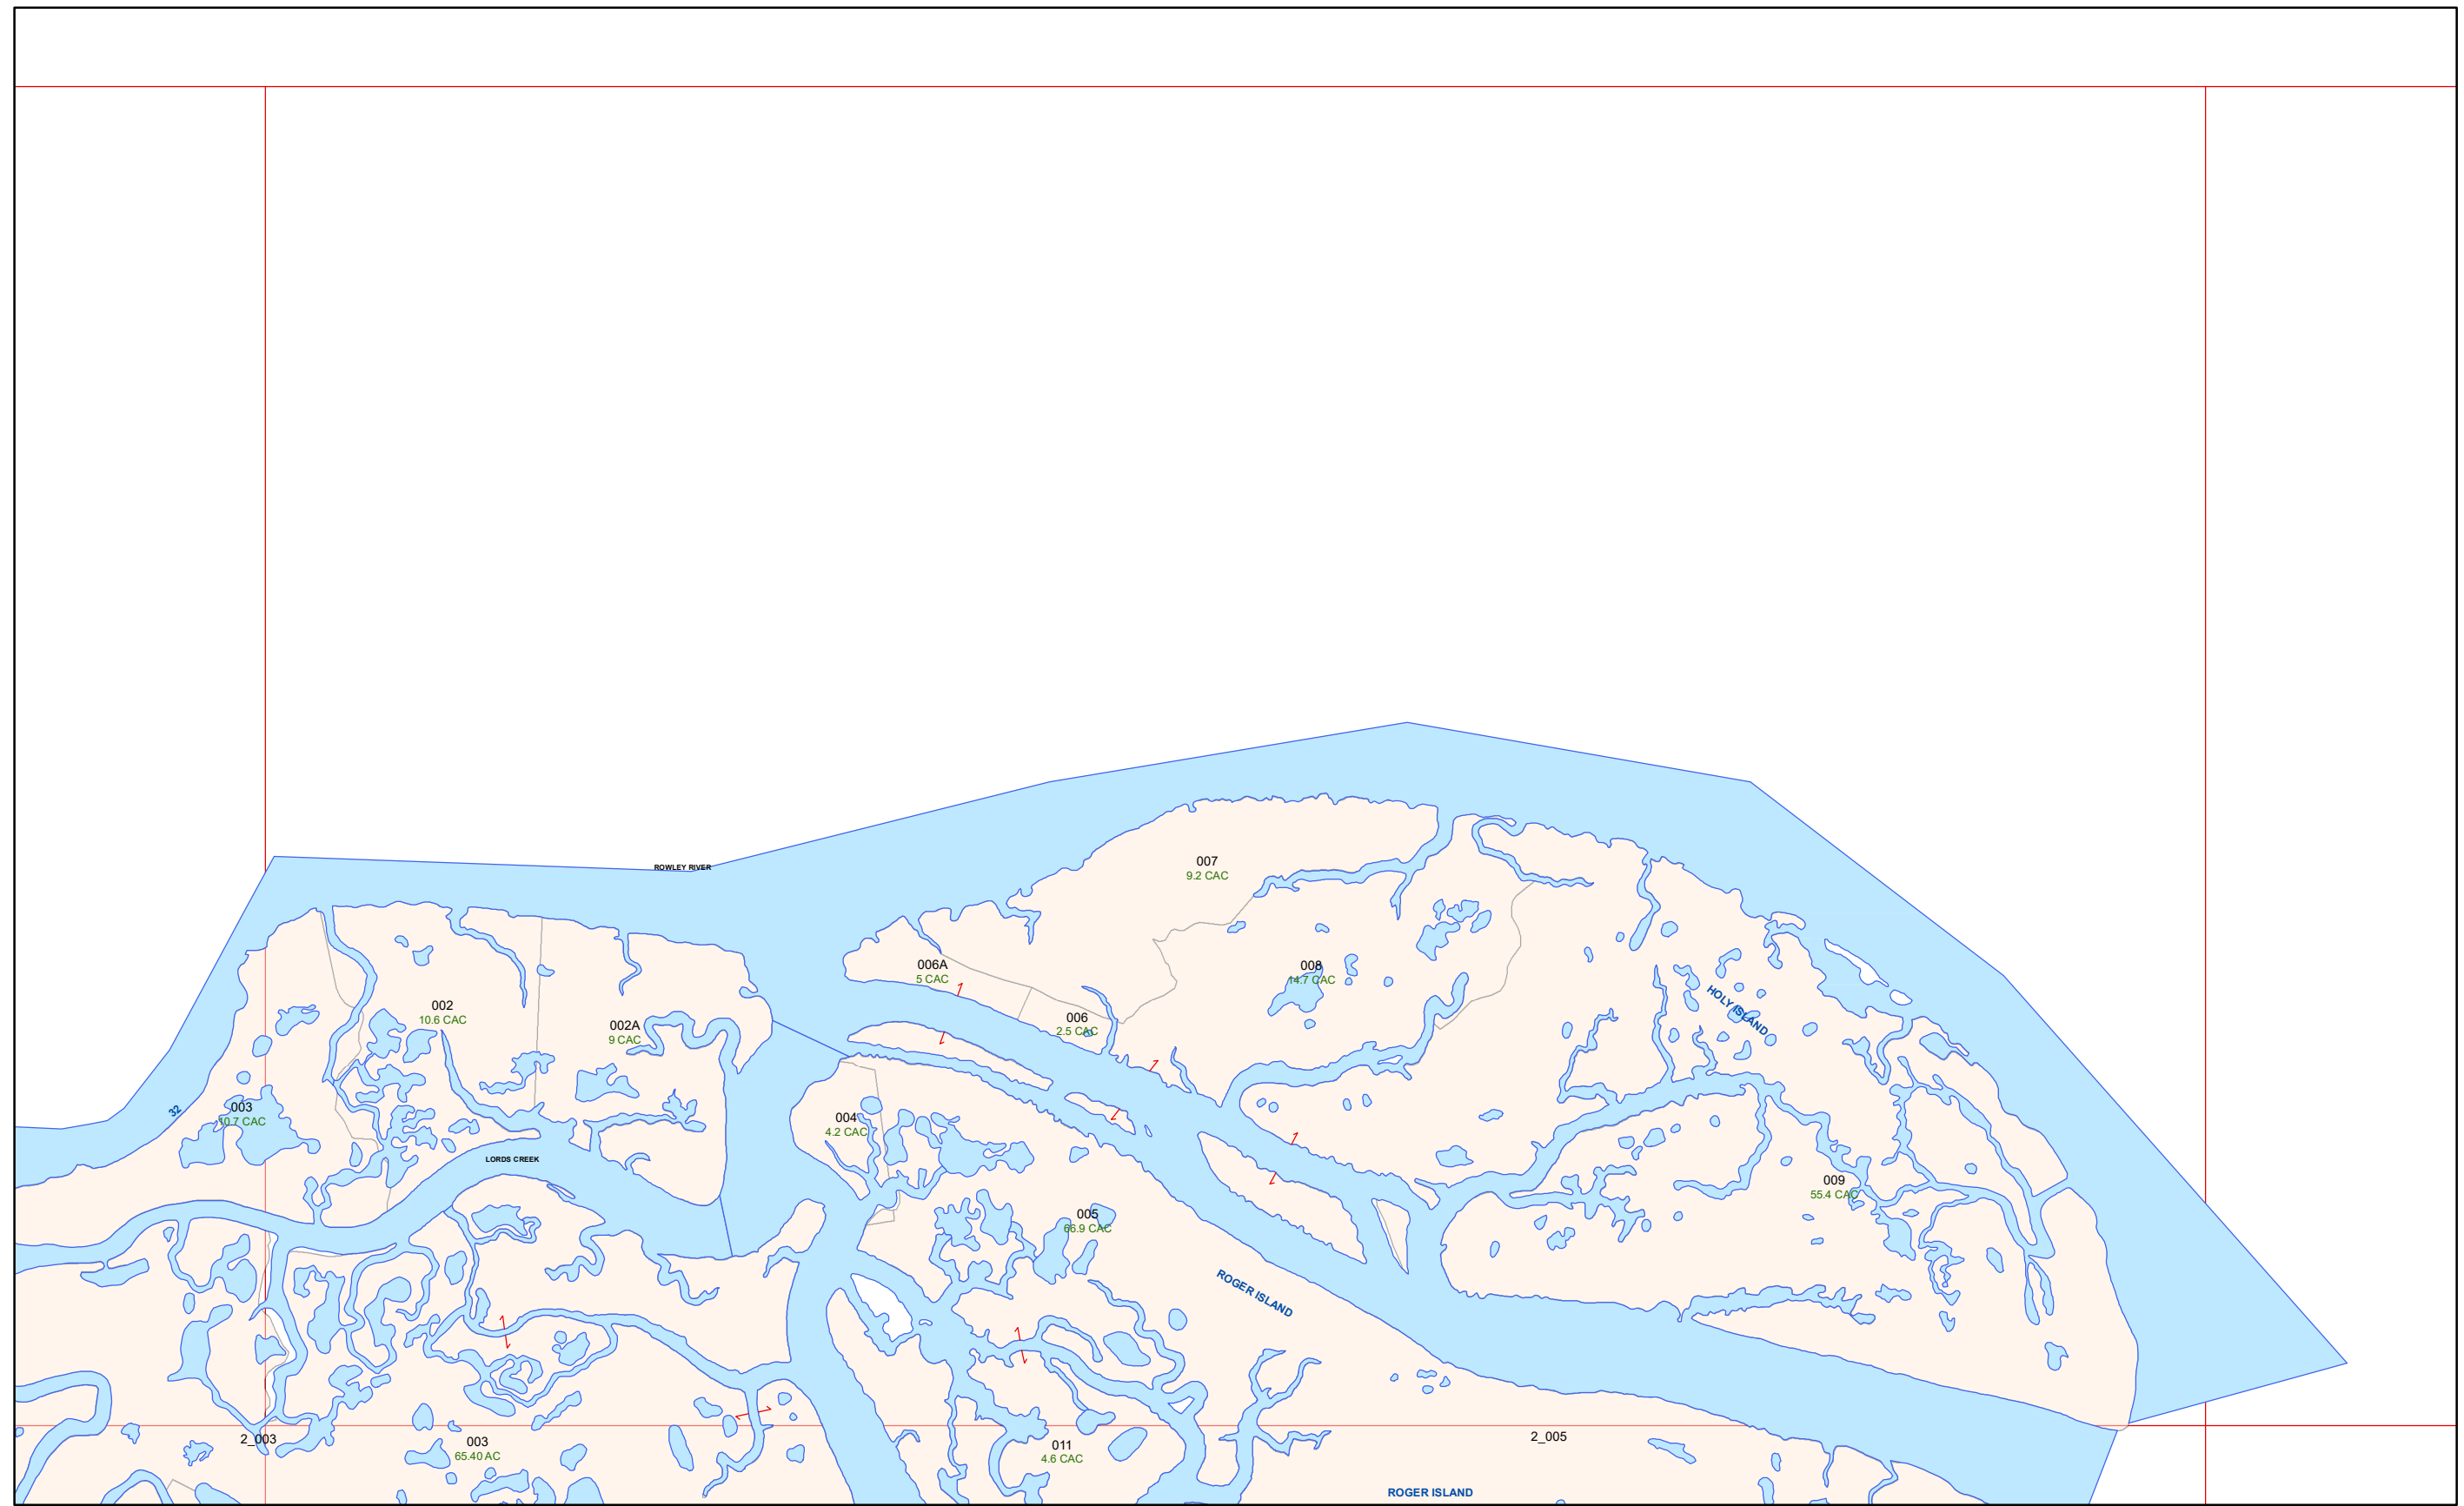 007
9.2 CAC
ROWLEY RIVER
006A
5 CAC
008
14.7 CAC
002
10.6 CAC
HOLY ISLAND
006
2.5 CAC
002A
9 CAC
32
003
10.7 CAC
004
4.2 CAC
LORDS CREEK
009
55.4 CAC
005
66.9 CAC
ROGER ISLAND
2_003
003
65.40 AC
011
4.6 CAC
2_005
ROGER ISLAND